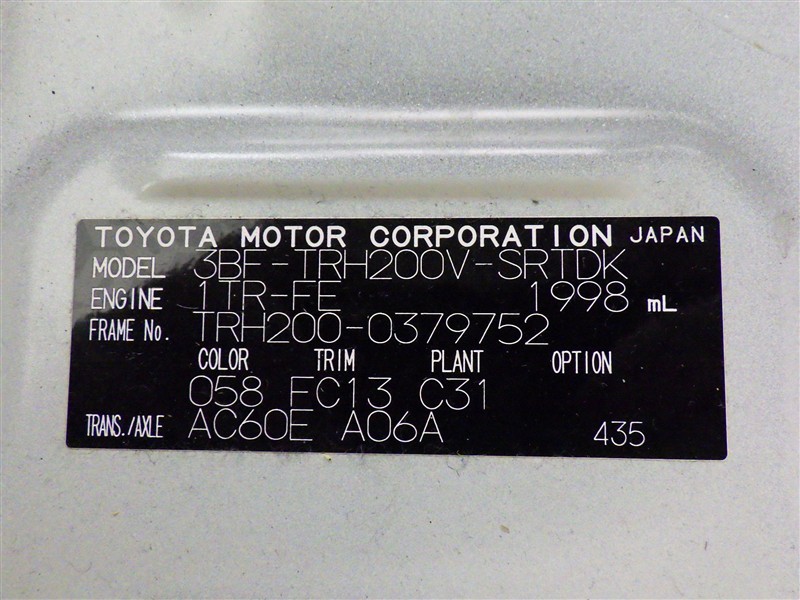 TOYOTA MOTOR CORPORATION JAPAN
MODEL 3BF-TRH200V-SRTDK
ENGINE 1TR-FE 1998 mL
FRAME No. TRH200-0379752
COLOR TRIM PLANT OPTION
058 FC13 C31
TRANS./AXLE AC60E A06A 435